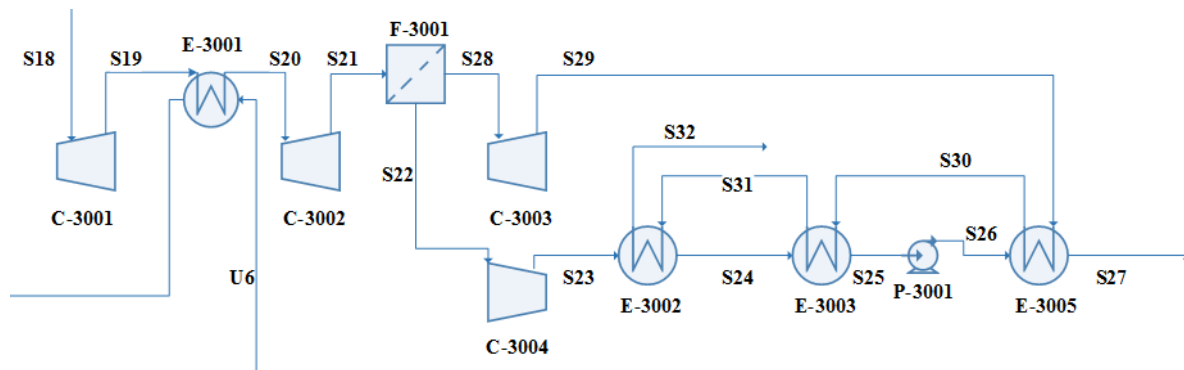 F-3001
S18
S19
E-3001
S20
S21
S28
S29
S32
S22
S31
S30
C-3001
C-3002
C-3003
S26
U6
S23
S24
S25
S27
E-3002
E-3003
P-3001
E-3005
C-3004